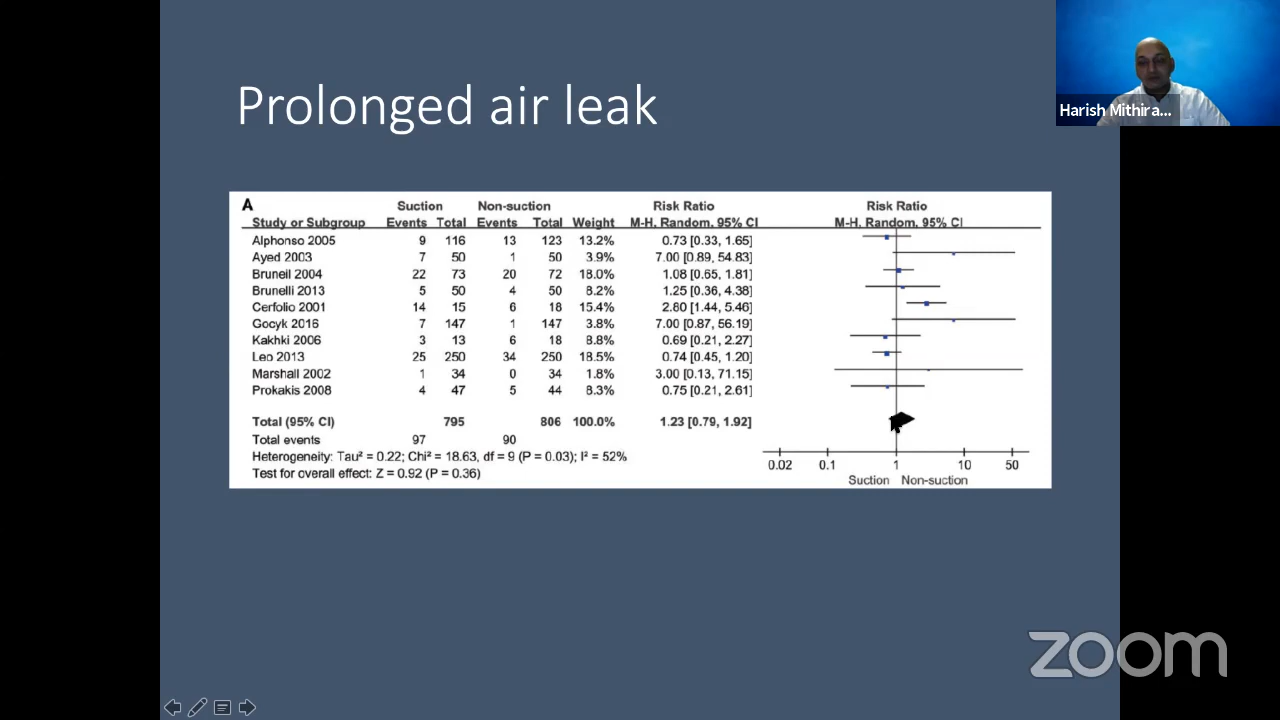 Prolonged air leak
Harish Mithira...
A
Suction Non-suction Risk Ratio Risk Ratio
Study or Subgroup Events Total Events Total Weight M-H. Random. 95% CI M-H. Random. 95% CI
Alphonso 2005 9 116 13 123 13.2% 0.73 [0.33, 1.65]
Ayed 2003 7 50 1 50 3.9% 7.00 [0.89, 54.83]
Bruneil 2004 22 73 20 72 18.0% 1.08 [0.65, 1.81]
Brunelli 2013 5 50 4 50 8.2% 1.25 [0.36, 4.38]
Cerfolio 2001 14 15 6 18 15.4% 2.80 [1.44, 5.46]
Gocyk 2016 7 147 1 147 3.8% 7.00 [0.87, 56.19]
Kakhki 2006 3 13 6 18 8.8% 0.69 [0.21, 2.27]
Leo 2013 25 250 34 250 18.5% 0.74 [0.45, 1.20]
Marshall 2002 1 34 0 34 1.8% 3.00 [0.13, 71.15]
Prokakis 2008 4 47 5 44 8.3% 0.75 [0.21, 2.61]
Total (95% CI) 795 806 100.0% 1.23 [0.79, 1.92]
Total events 97 90
Heterogeneity: Tau² = 0.22; Chi² = 18.63, df = 9 (P = 0.03); I² = 52%
Test for overall effect: Z = 0.92 (P = 0.36)
0.02 0.1 1 10 50
Suction Non-suction
zoom